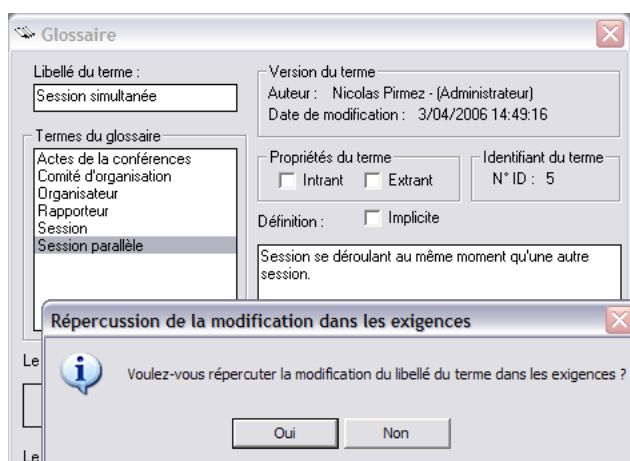 Glossaire
Libellé du terme :
Session simultanée
Version du terme
Auteur : Nicolas Pirmez - (Administrateur)
Date de modification : 3/04/2006 14:49:16
Termes du glossaire
Actes de la conférences
Comité d'organisation
Organisateur
Rapporteur
Session
Session parallèle
Propriétés du terme
Intrant
Extrant
Identifiant du terme
N° ID : 5
Définition :
Implicite
Session se déroulant au même moment qu'une autre
session.
Répercussion de la modification dans les exigences
Le
Voulez-vous répercuter la modification du libellé du terme dans les exigences ?
Oui
Non
Le